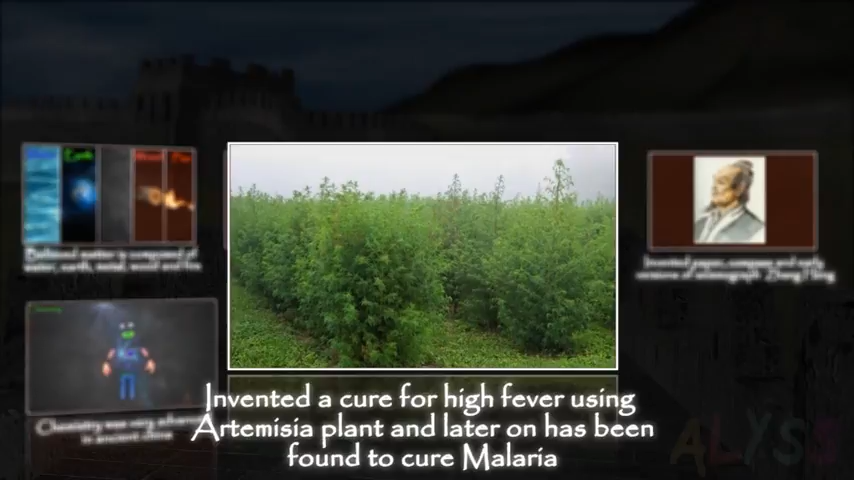 Believed matter is composed of
water, earth, metal, wood and fire
Invented paper, compass and early
versions of seismograph. Zhang Heng
Chemistry was very
in ancient china
Invented a cure for high fever using
Artemisia plant and later on has been
found to cure Malaria
ALYSS